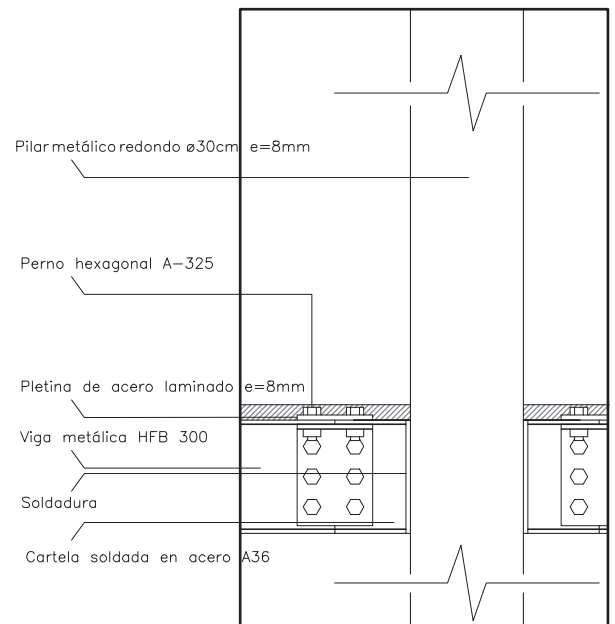 Pilar metálico redondo ø30cm e=8mm
Perno hexagonal A-325
Pletina de acero laminado e=8mm
Viga metálica HFB 300
Soldadura
Cartela soldada en acero A36